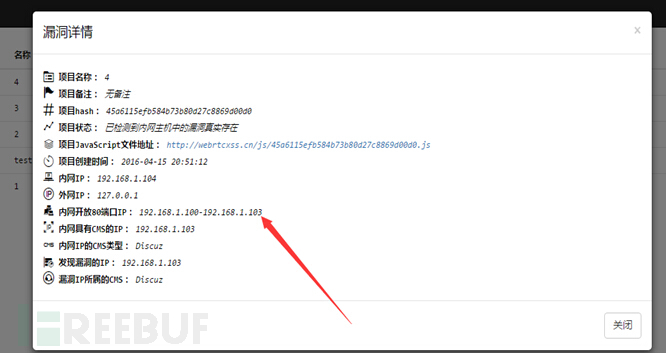 漏洞详情
×
名称
4
3
2
test
1
项目名称： 4
项目备注： 无备注
项目hash： 45a6115efb584b73b80d27c8869d00d0
项目状态： 已检测到内网主机中的漏洞真实存在
项目JavaScript文件地址： http://webrtcxss.cn/js/45a6115efb584b73b80d27c8869d00d0.js
项目创建时间： 2016-04-15 20:51:12
内网IP： 192.168.1.104
外网IP： 127.0.0.1
内网开放80端口IP： 192.168.1.100-192.168.1.103
内网具有CMS的IP： 192.168.1.103
CMS 内网IP的CMS类型： Discuz
发现漏洞的IP： 192.168.1.103
漏洞IP所属的CMS： Discuz
关闭
FREEBUF